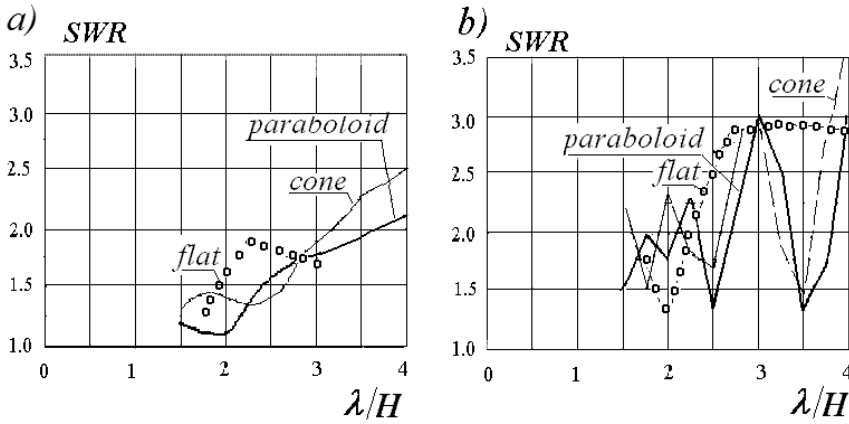 a)
SWR
3.5
3.0
2.5
2.0
1.5
1.0
paraboloid
cone
flat
0 1 2 3 4
λ/H
b)
SWR
3.5
3.0
2.5
2.0
1.5
1.0
cone
paraboloid
flat
0 1 2 3 4
λ/H